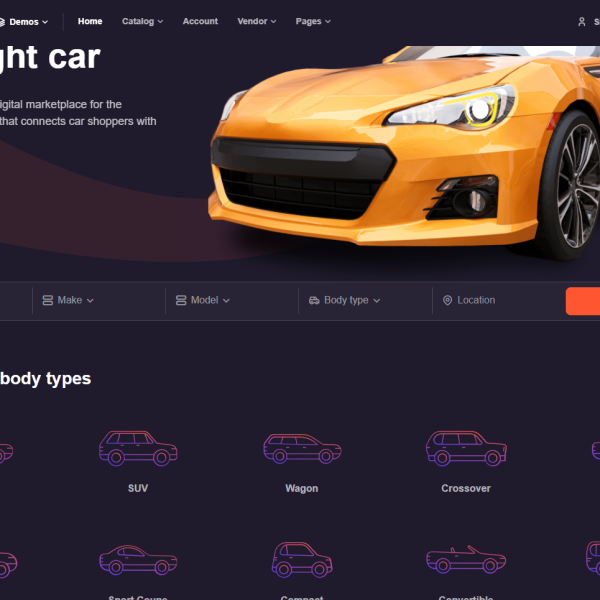 Demos Home Catalog Account Vendor Pages
ght car
igital marketplace for the
that connects car shoppers with
Make Model Body type Location
body types
SUV Wagon Crossover
Sport Coupe Compact Convertible